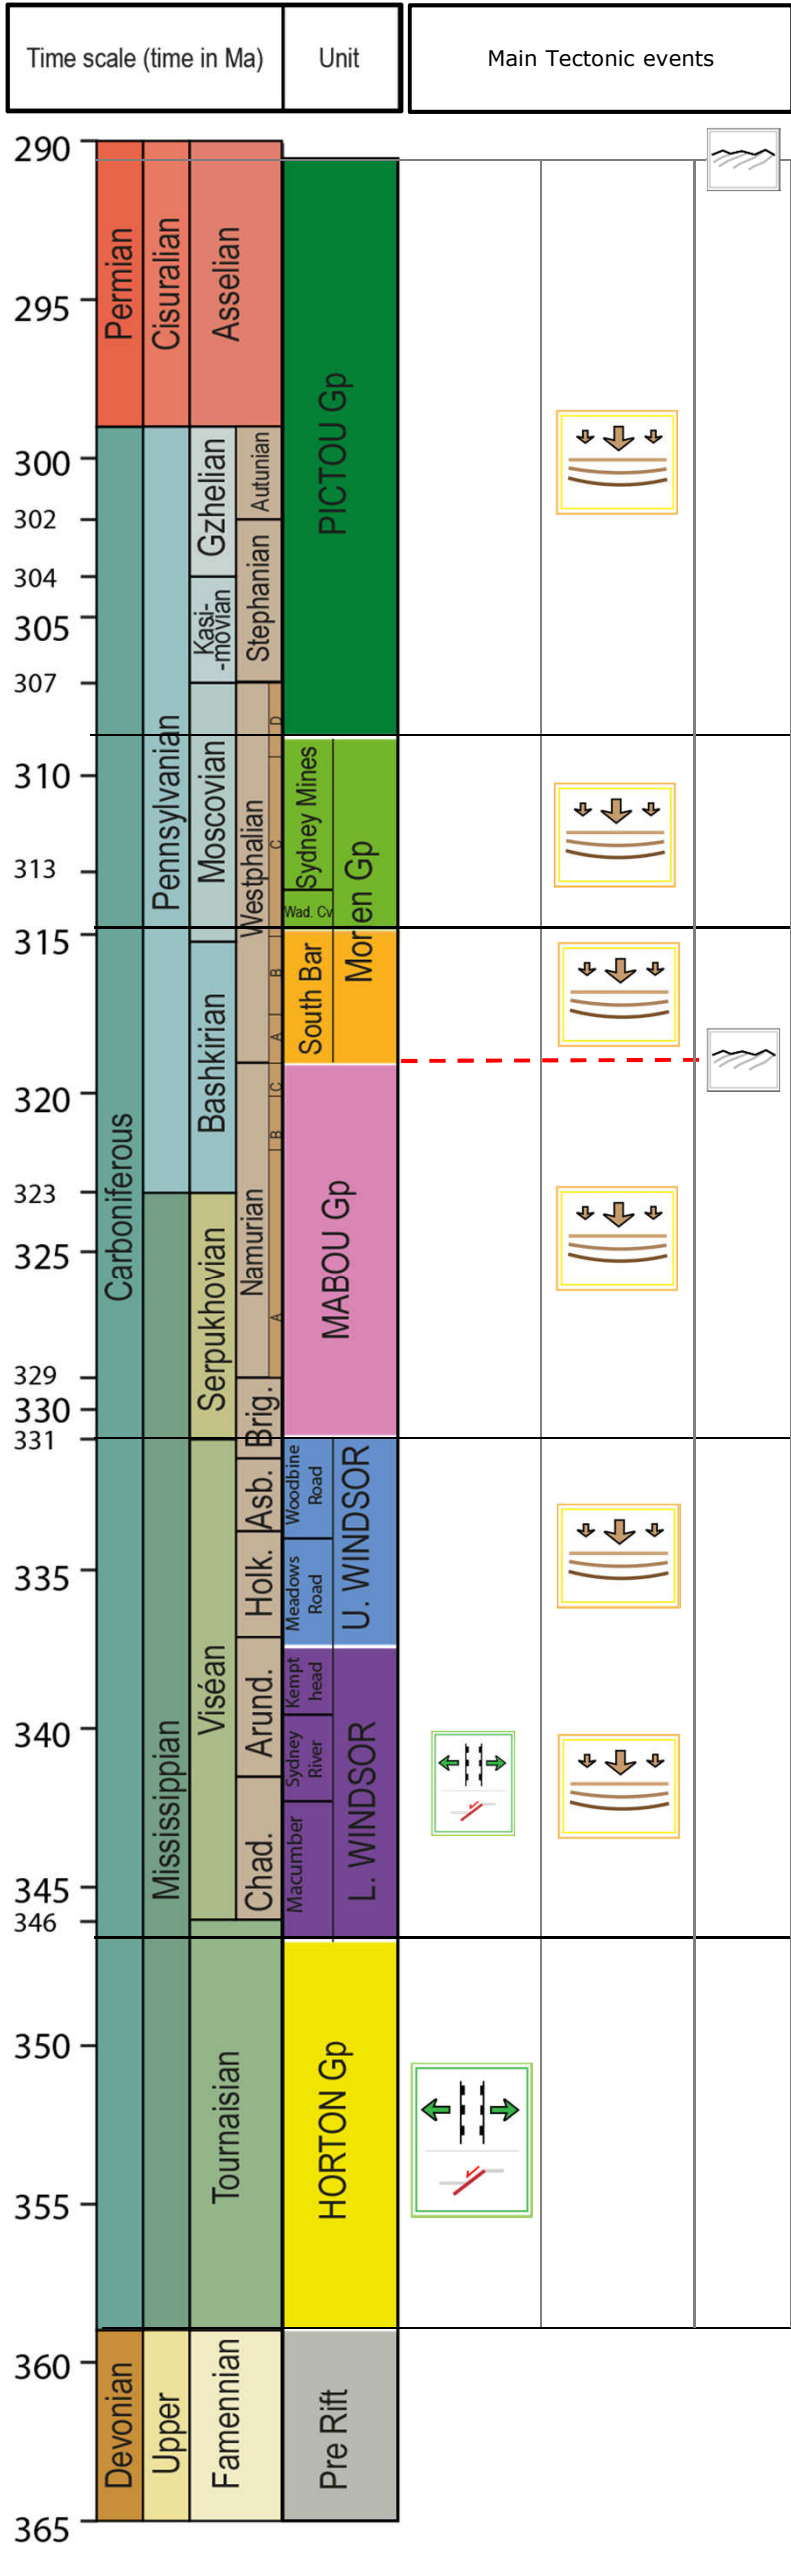 Time scale (time in Ma)
Unit
Main Tectonic events
290
295
300
302
304
305
307
310
313
315
320
323
325
329
330
331
335
340
345
346
350
355
360
365
Permian
Carboniferous
Devonian
Cisuralian
Pennsylvanian
Mississippian
Upper
Asselian
Gzhelian
Kasi-
-movian
Moscovian
Bashkirian
Serpukhovian
Viséan
Tournaisian
Famennian
Autunian
Stephanian
Westphalian
Namurian
Brig.
Asb.
Holk.
Arund.
Chad.
D
C
B
A
C
B
A
PICTOU Gp
Sydney Mines
Wad. Cv
South Bar
Morien Gp
MABOU Gp
Woodbine
Road
Meadows
Road
U. WINDSOR
Kempt
head
Sydney
River
Macumber
L. WINDSOR
HORTON Gp
Pre Rift